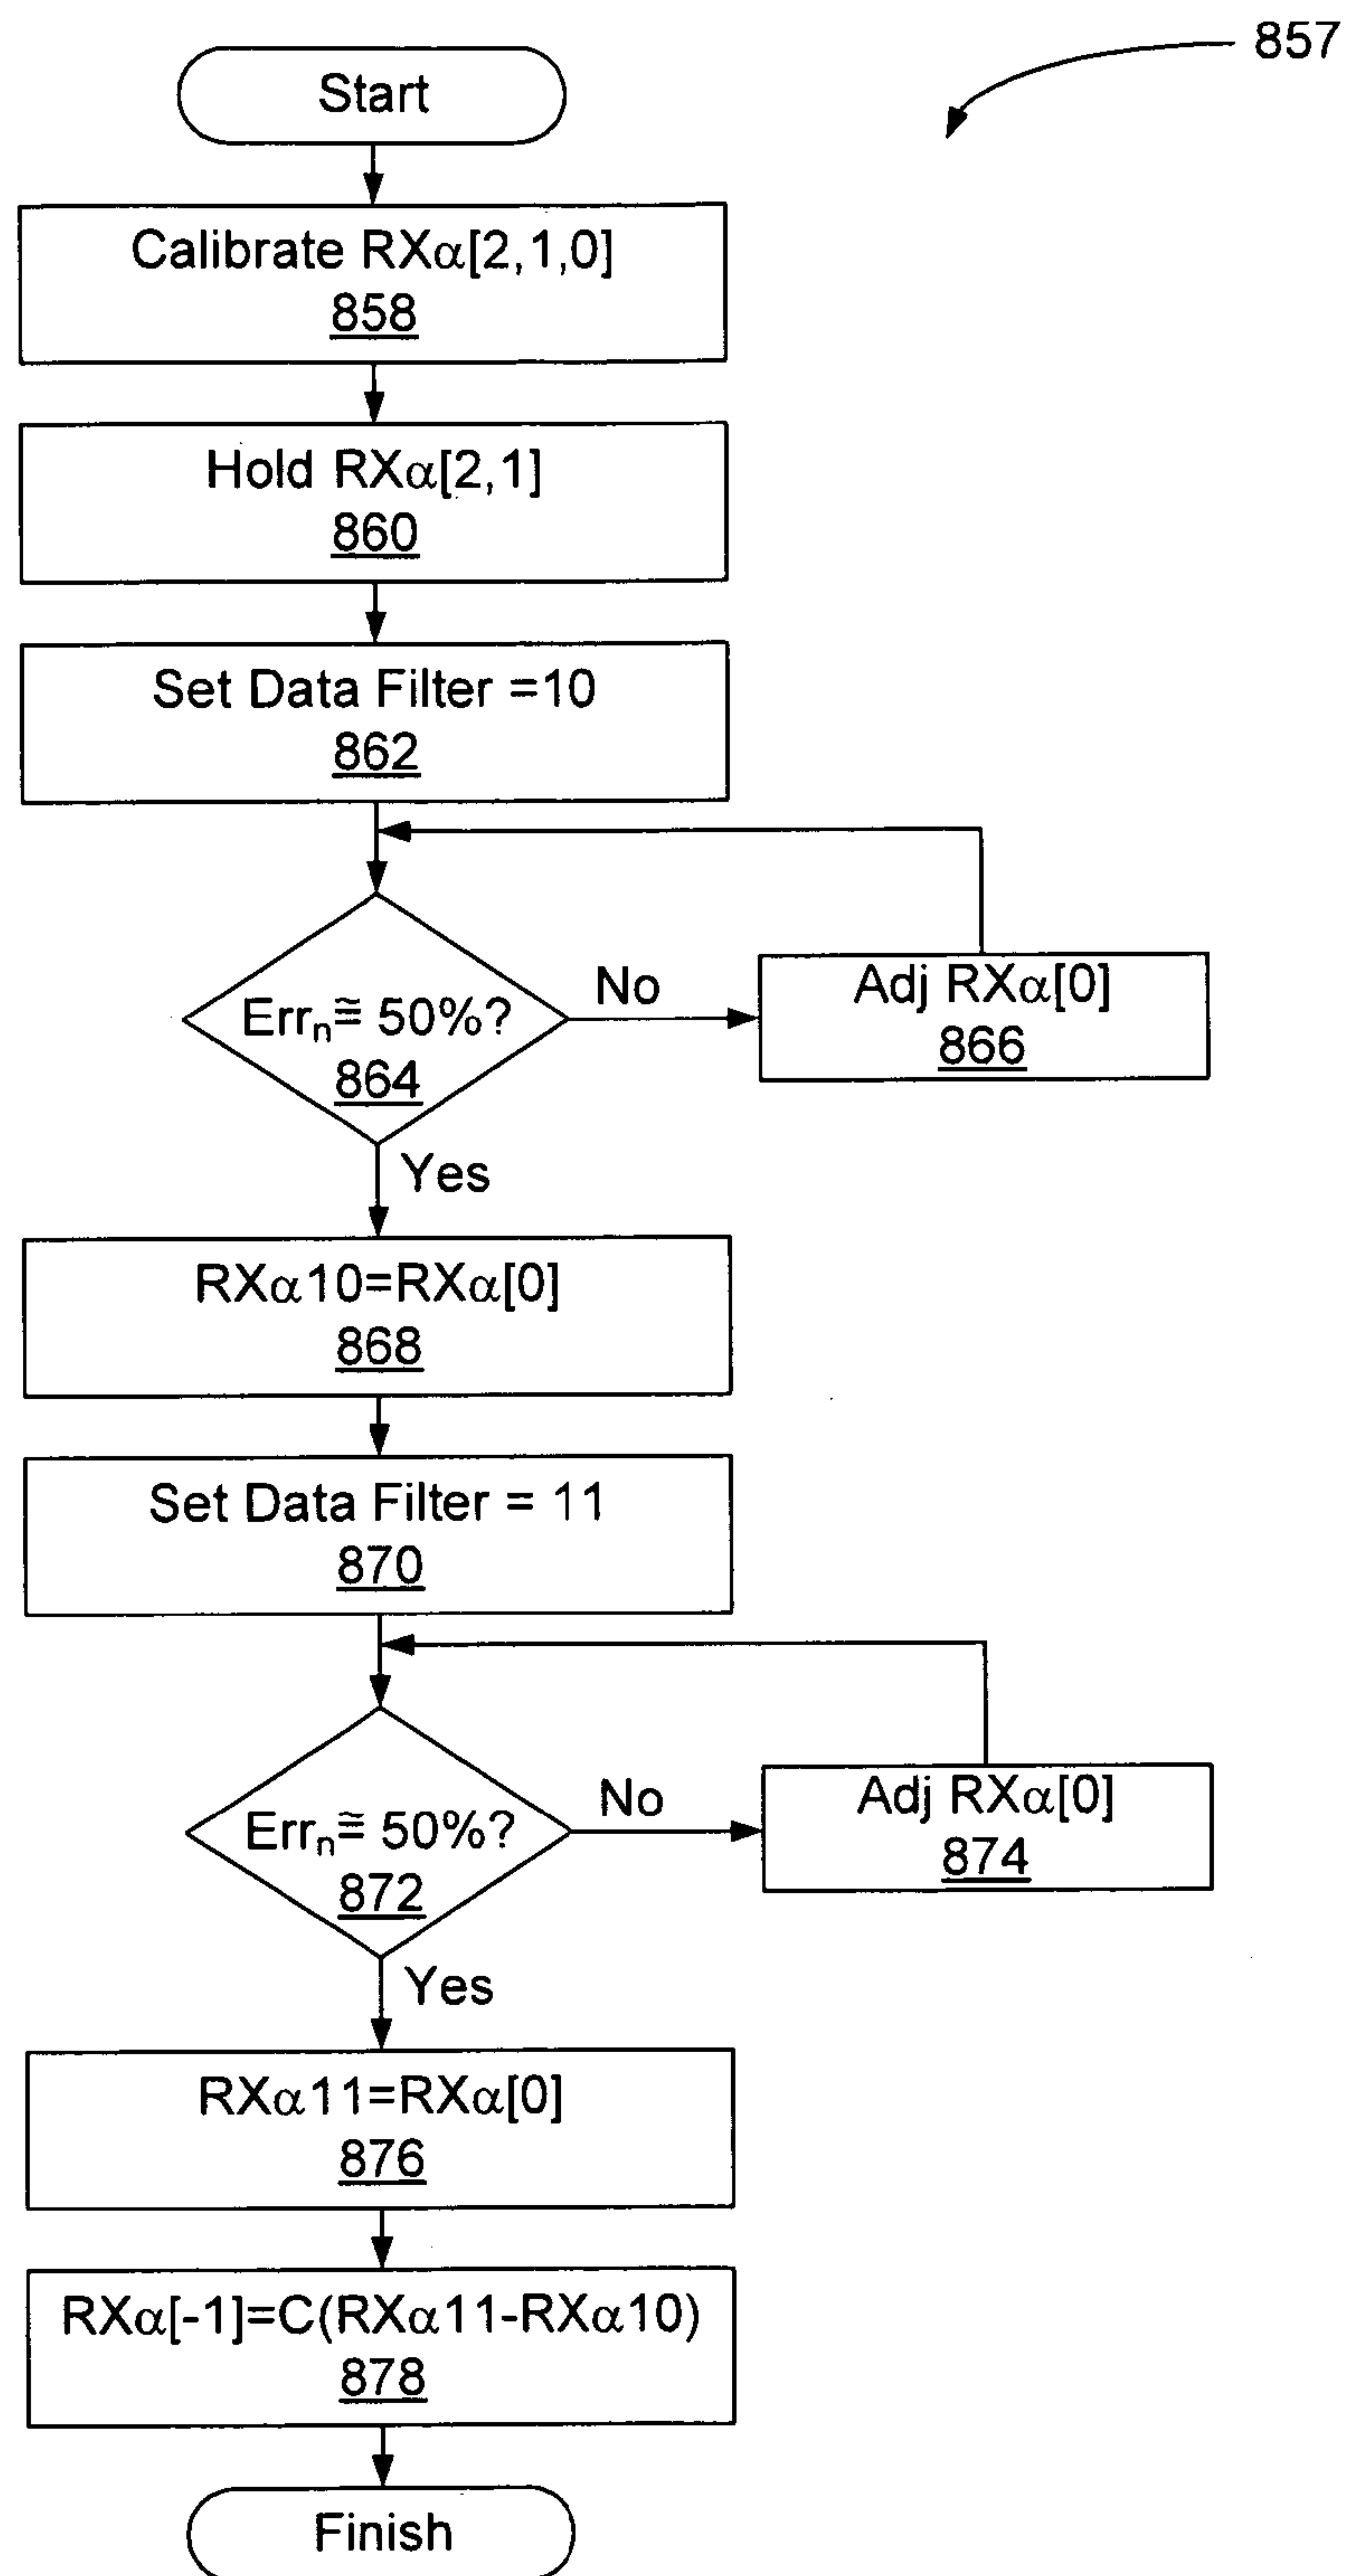 857
Start
Calibrate RXα[2,1,0]
858
Hold RXα[2,1]
860
Set Data Filter =10
862
Errₙ≅ 50%?
864
No
Adj RXα[0]
866
Yes
RXα10=RXα[0]
868
Set Data Filter = 11
870
Errₙ≅ 50%?
872
No
Adj RXα[0]
874
Yes
RXα11=RXα[0]
876
RXα[-1]=C(RXα11-RXα10)
878
Finish